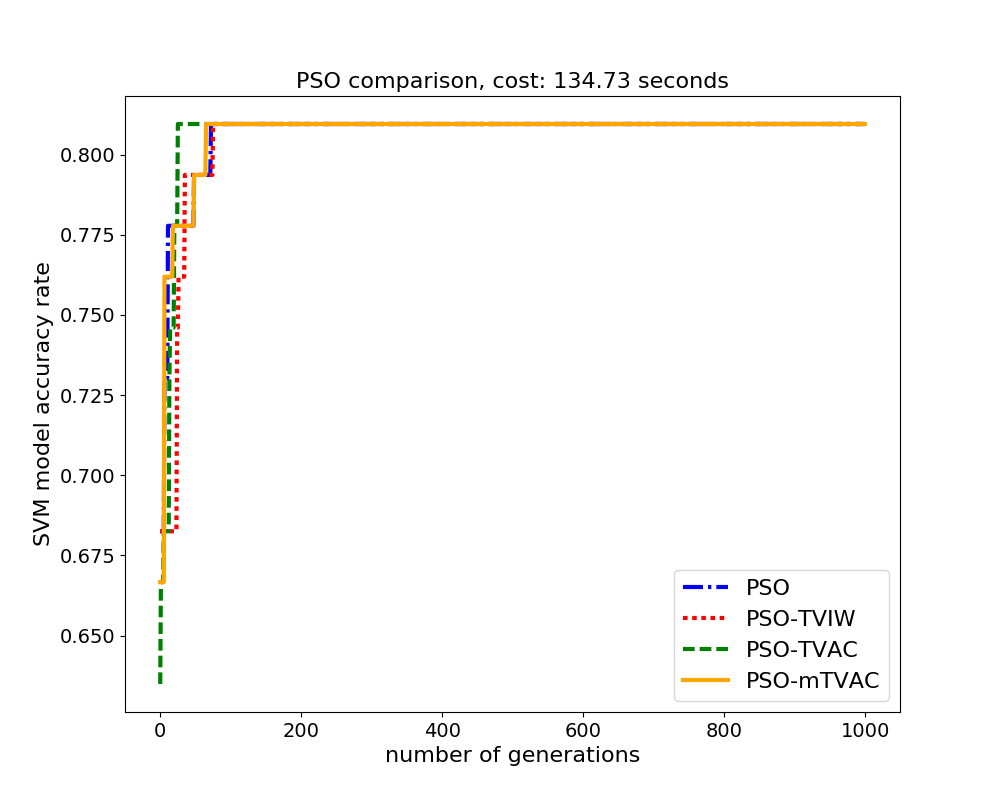 PSO comparison, cost: 134.73 seconds
SVM model accuracy rate
0.800
0.775
0.750
0.725
0.700
0.675
0.650
PSO
PSO-TVIW
PSO-TVAC
PSO-mTVAC
0 200 400 600 800 1000
number of generations